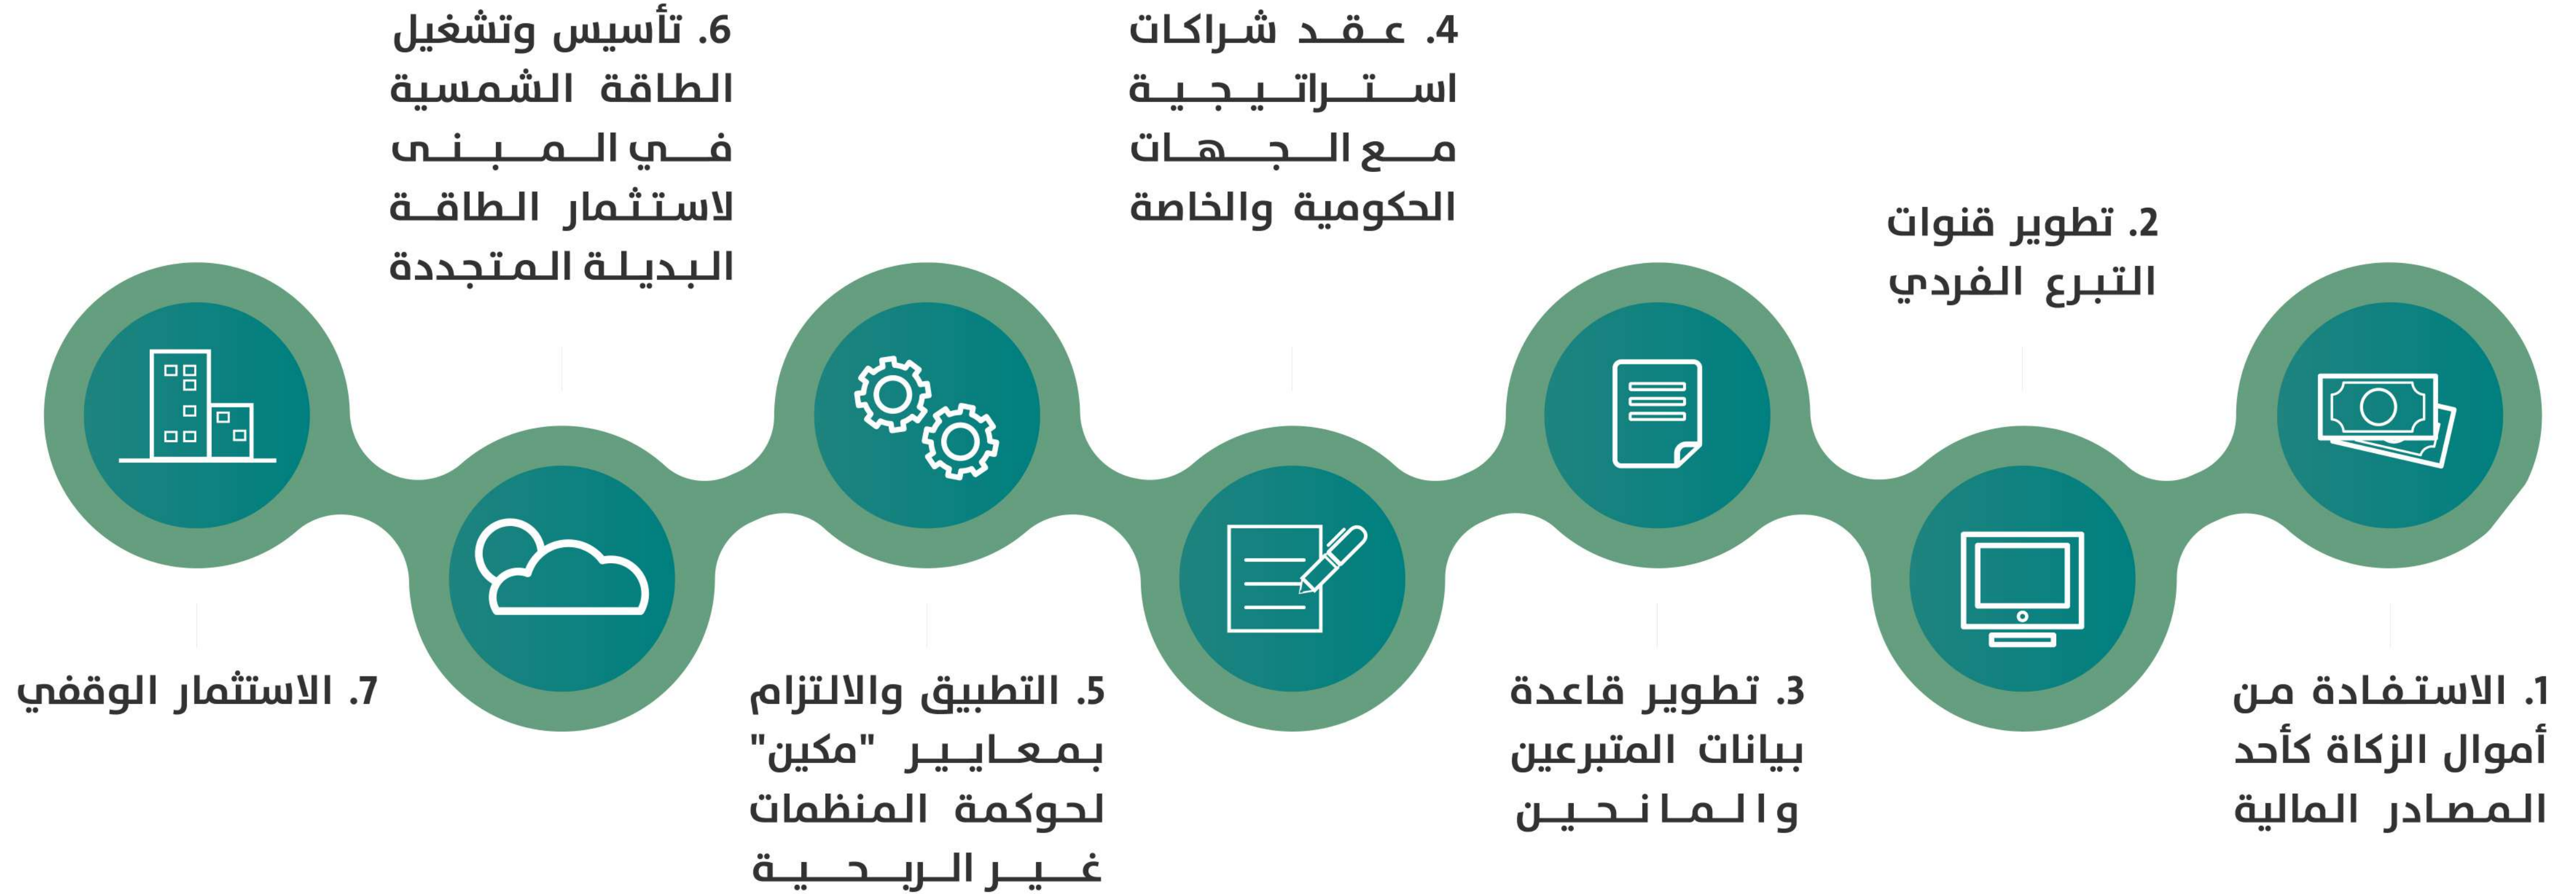 1. الاستفادة من
أموال الزكاة كأحد
المصادر المالية
2. تطوير قنوات
التبرع الفردي
3. تطوير قاعدة
بيانات المتبرعين
والمانحين
4. عقد شراكات
استراتيجية
مع الجهات
الحكومية والخاصة
5. التطبيق والالتزام
بمعايير "مكين"
لحوكمة المنظمات
غير الربحية
6. تأسيس وتشغيل
الطاقة الشمسية
في المبنى
لاستثمار الطاقة
البديلة المتجددة
7. الاستثمار الوقفي